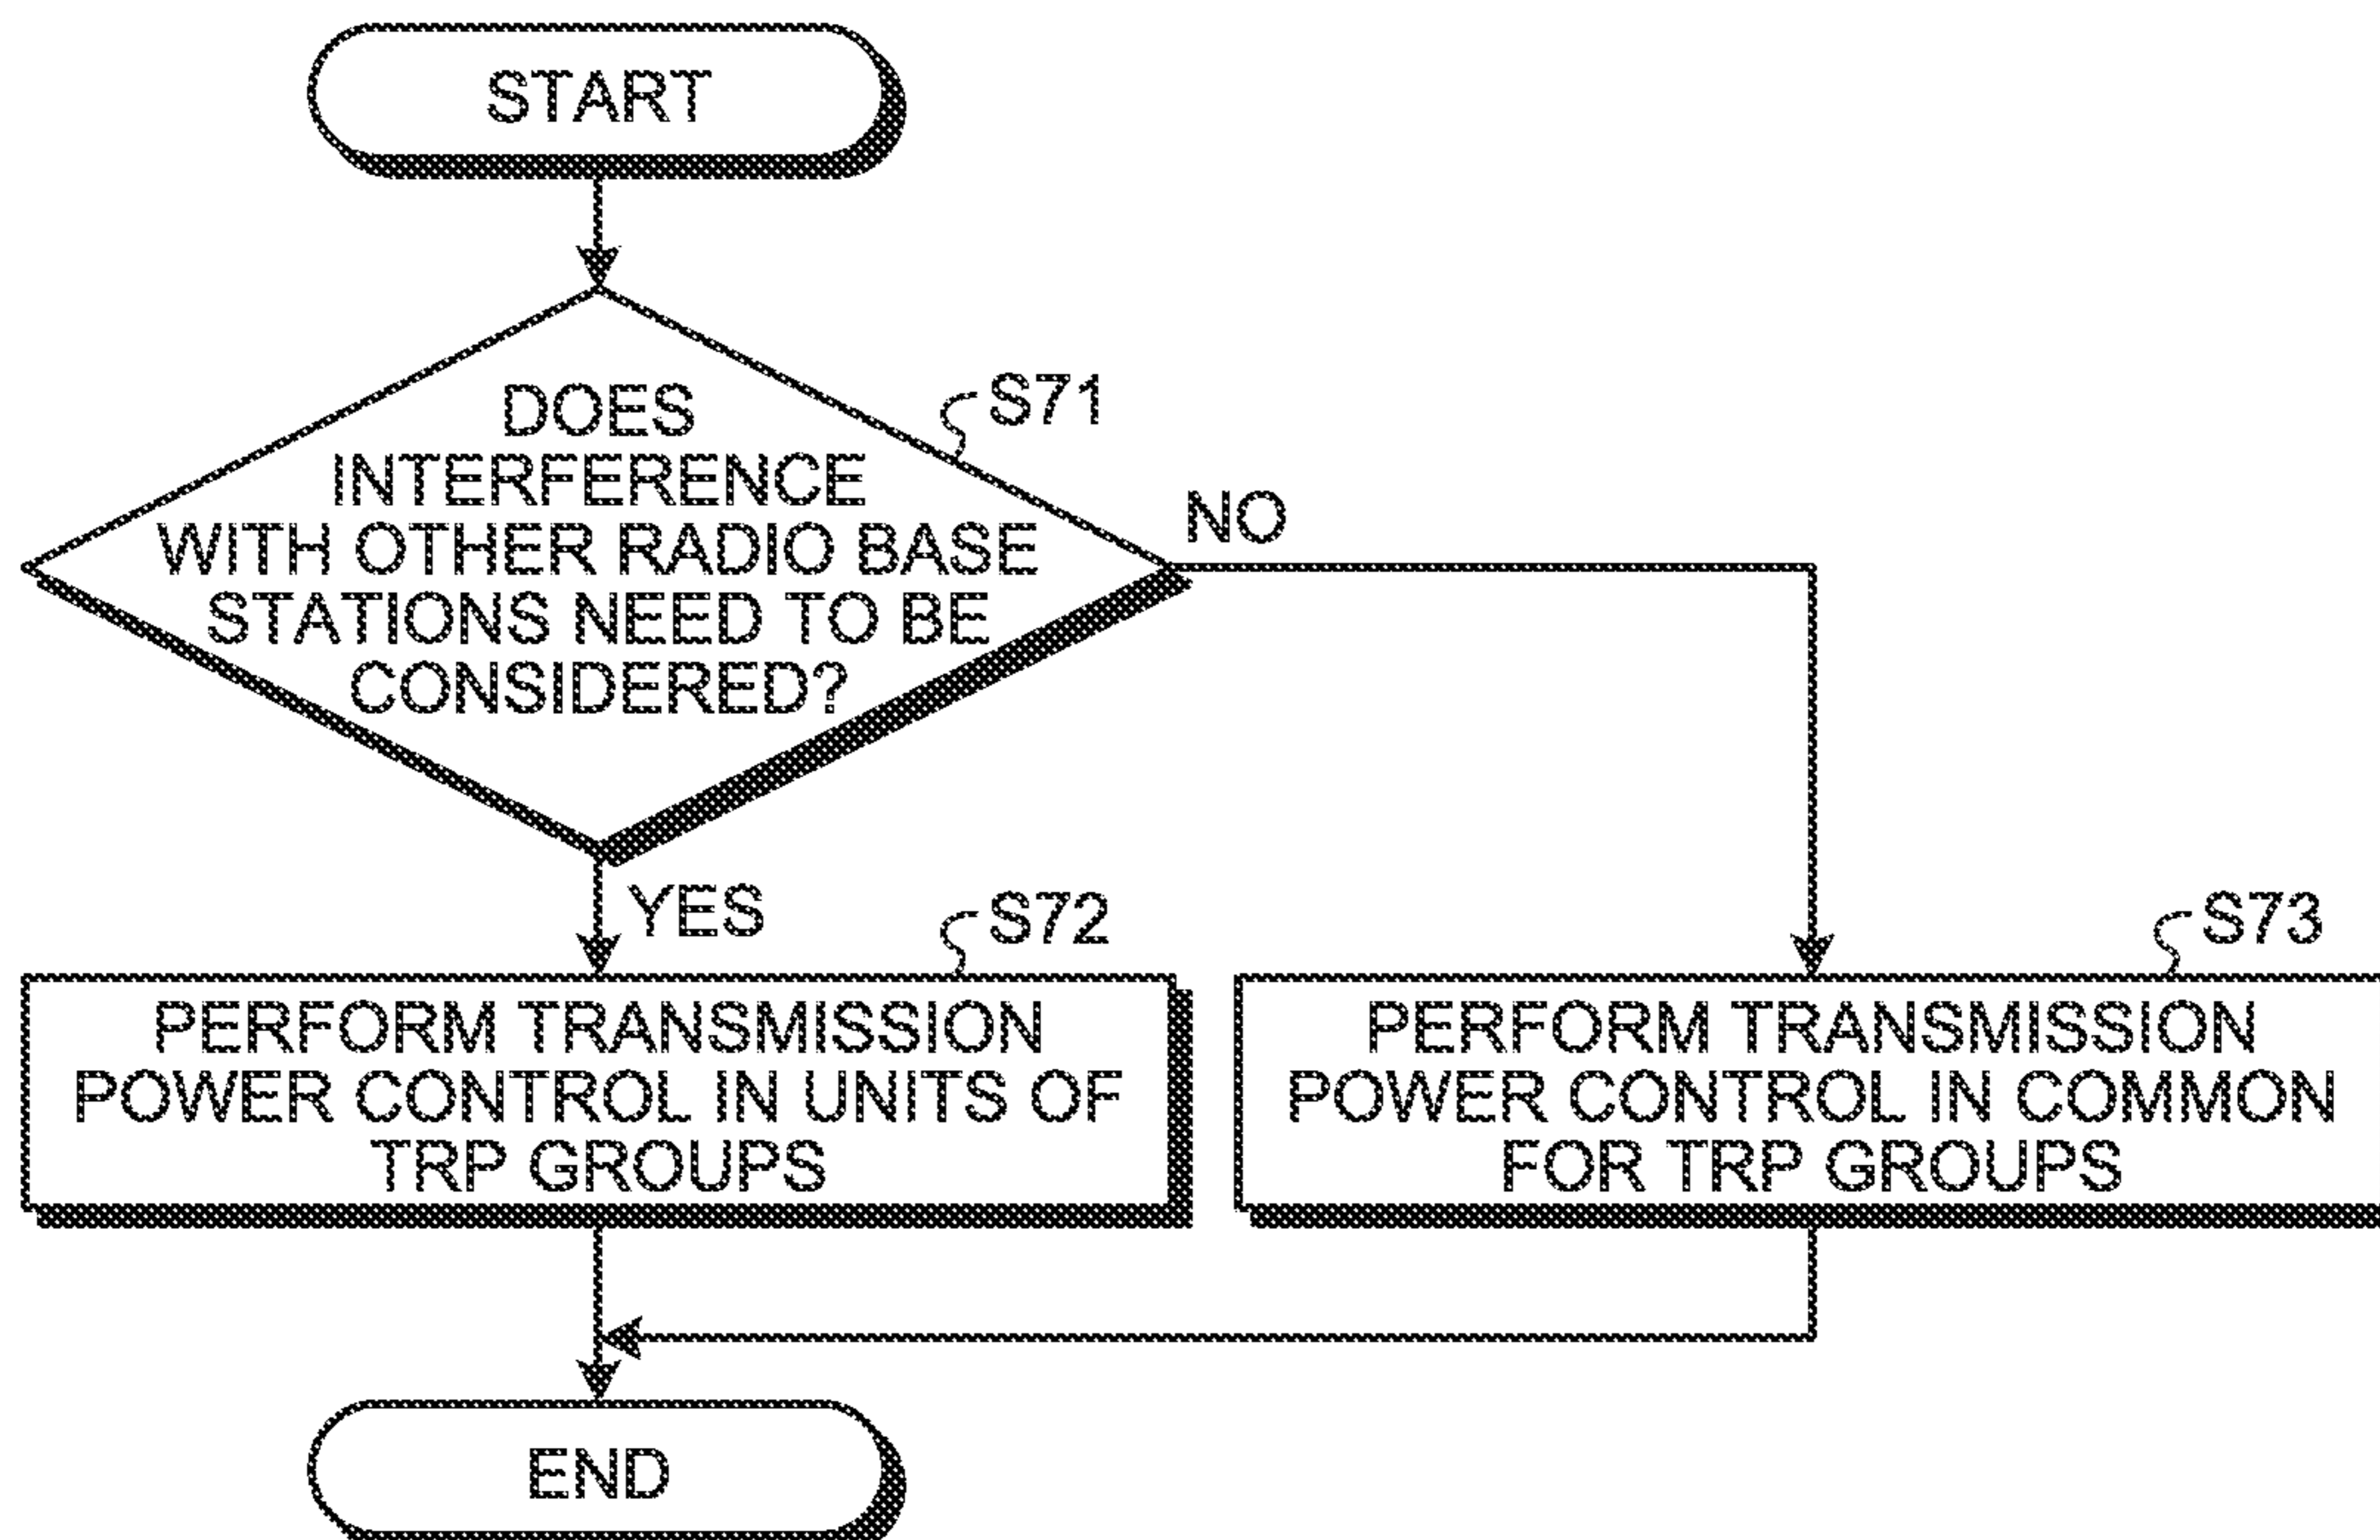 START
DOES
INTERFERENCE
WITH OTHER RADIO BASE
STATIONS NEED TO BE
CONSIDERED?
S71
NO
YES
S72
PERFORM TRANSMISSION
POWER CONTROL IN UNITS OF
TRP GROUPS
S73
PERFORM TRANSMISSION
POWER CONTROL IN COMMON
FOR TRP GROUPS
END